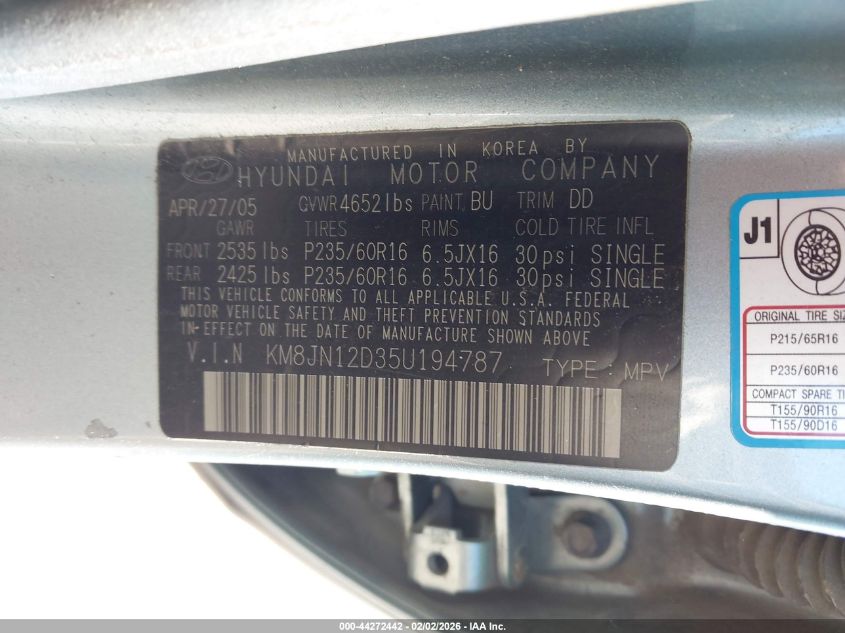 MANUFACTURED IN KOREA BY
HYUNDAI MOTOR COMPANY
APR/27/05 GVWR 4652 lbs PAINT, BU TRIM DD
GAWR TIRES RIMS COLD TIRE INFL
FRONT 2535 lbs P235/60R16 6.5JX16 30psi SINGLE
REAR 2425 lbs P235/60R16 6.5JX16 30psi SINGLE
THIS VEHICLE CONFORMS TO ALL APPLICABLE U.S.A. FEDERAL
MOTOR VEHICLE SAFETY AND THEFT PREVENTION STANDARDS
IN-EFFECT ON THE DATE OF MANUFACTURE SHOWN ABOVE
V.I.N KM8JN12D35U194787 TYPE : MPV
J1
ORIGINAL TIRE SIZ
P215/65R16
P235/60R16
COMPACT SPARE TI
T155/90R16
T155/90D16
000-44272442 - 02/02/2026 - IAA Inc.